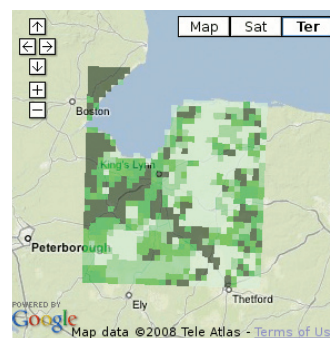 Map Sat Ter
Boston
King's Lynn
Peterborough
Ely
Thetford
POWERED BY
Google
Map data ©2008 Tele Atlas - Terms of Us